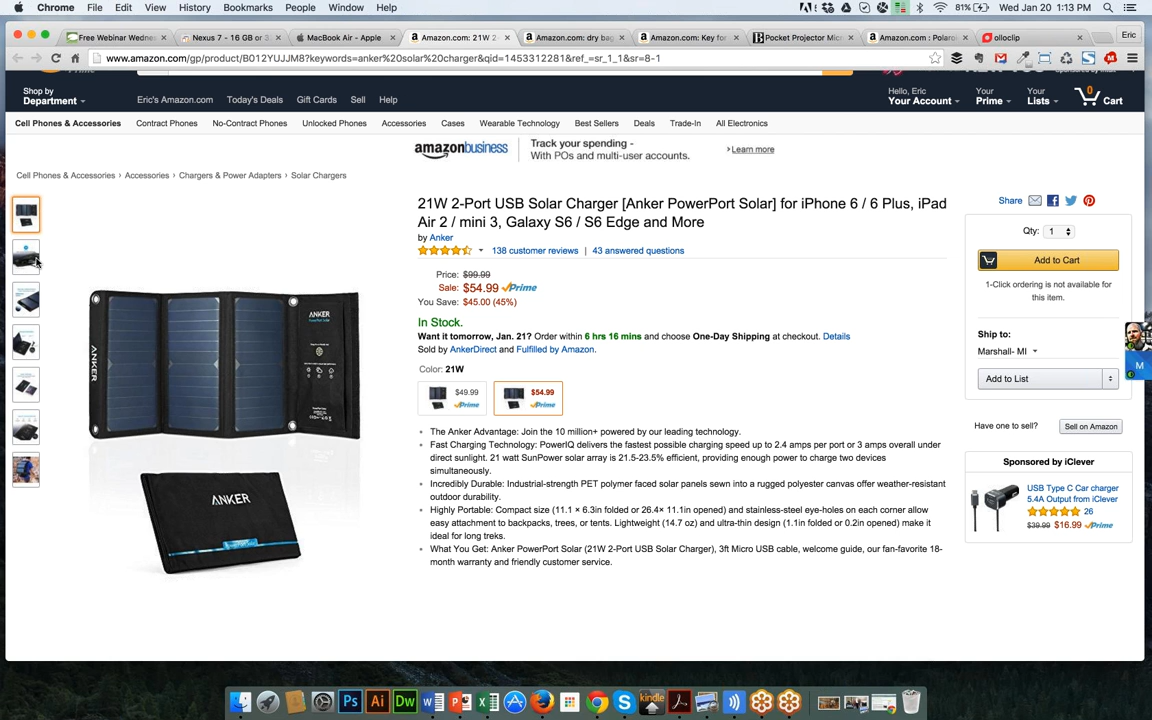 Chrome File Edit View History Bookmarks People Window Help
81% Wed Jan 20 1:13 PM
Free Webinar Wednes
Nexus 7 - 16 GB or 3
MacBook Air - Apple
Amazon.com: 21W 2-
Amazon.com: dry bag
Amazon.com: Key for
Pocket Projector Micro
Amazon.com : Polaroi
olloclip
Eric
www.amazon.com/gp/product/B012YUJJM8?keywords=anker%20solar%20charger&qid=1453312281&ref_=sr_1_1&sr=8-1
Shop by
Department
Eric's Amazon.com Today's Deals Gift Cards Sell Help
Hello, Eric
Your Account
Your
Prime
Your
Lists
0
Cart
Cell Phones & Accessories Contract Phones No-Contract Phones Unlocked Phones Accessories Cases Wearable Technology Best Sellers Deals Trade-In All Electronics
amazonbusiness
Track your spending -
With POs and multi-user accounts.
Learn more
Cell Phones & Accessories › Accessories › Chargers & Power Adapters › Solar Chargers
21W 2-Port USB Solar Charger [Anker PowerPort Solar] for iPhone 6 / 6 Plus, iPad
Air 2 / mini 3, Galaxy S6 / S6 Edge and More
by Anker
138 customer reviews | 43 answered questions
Price: $99.99
Sale: $54.99 Prime
You Save: $45.00 (45%)
In Stock.
Want it tomorrow, Jan. 21? Order within 6 hrs 16 mins and choose One-Day Shipping at checkout. Details
Sold by AnkerDirect and Fulfilled by Amazon.
Color: 21W
$49.99
Prime
$54.99
Prime
• The Anker Advantage: Join the 10 million+ powered by our leading technology.
• Fast Charging Technology: PowerIQ delivers the fastest possible charging speed up to 2.4 amps per port or 3 amps overall under
direct sunlight. 21 watt SunPower solar array is 21.5-23.5% efficient, providing enough power to charge two devices
simultaneously.
• Incredibly Durable: Industrial-strength PET polymer faced solar panels sewn into a rugged polyester canvas offer weather-resistant
outdoor durability.
• Highly Portable: Compact size (11.1 × 6.3in folded or 26.4× 11.1in opened) and stainless-steel eye-holes on each corner allow
easy attachment to backpacks, trees, or tents. Lightweight (14.7 oz) and ultra-thin design (1.1in folded or 0.2in opened) make it
ideal for long treks.
• What You Get: Anker PowerPort Solar (21W 2-Port USB Solar Charger), 3ft Micro USB cable, welcome guide, our fan-favorite 18-
month warranty and friendly customer service.
ANKER
ANKER
ANKER
Share
Qty: 1
Add to Cart
1-Click ordering is not available for
this item.
Ship to:
Marshall- MI
Add to List
Have one to sell?
Sell on Amazon
Sponsored by iClever
USB Type C Car charger
5.4A Output from iClever
26
$39.99 $16.99 Prime
M
Ps
Ai
Dw
kindle